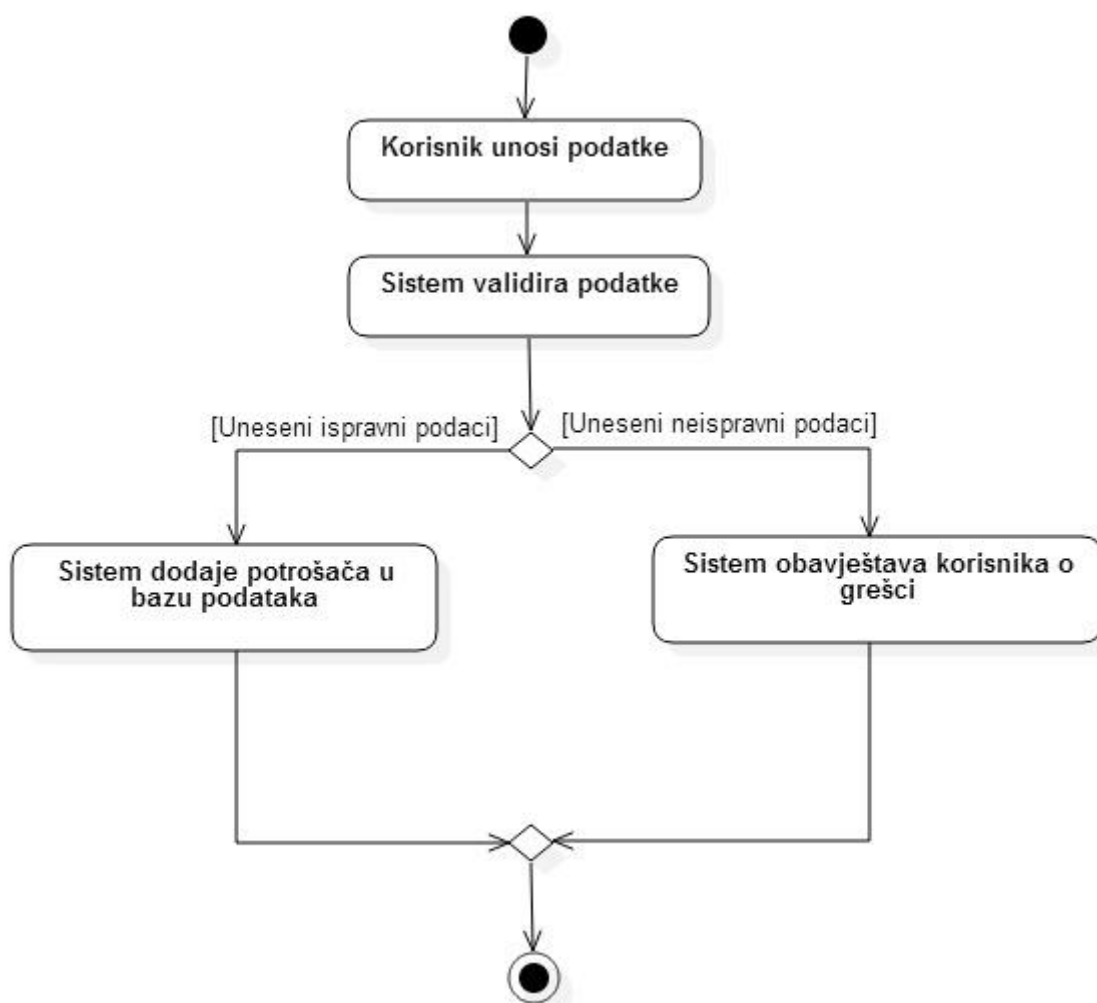 Korisnik unosi podatke
Sistem validira podatke
[Uneseni ispravni podaci]
[Uneseni neispravni podaci]
Sistem dodaje potrošača u
bazu podataka
Sistem obavještava korisnika o
grešci